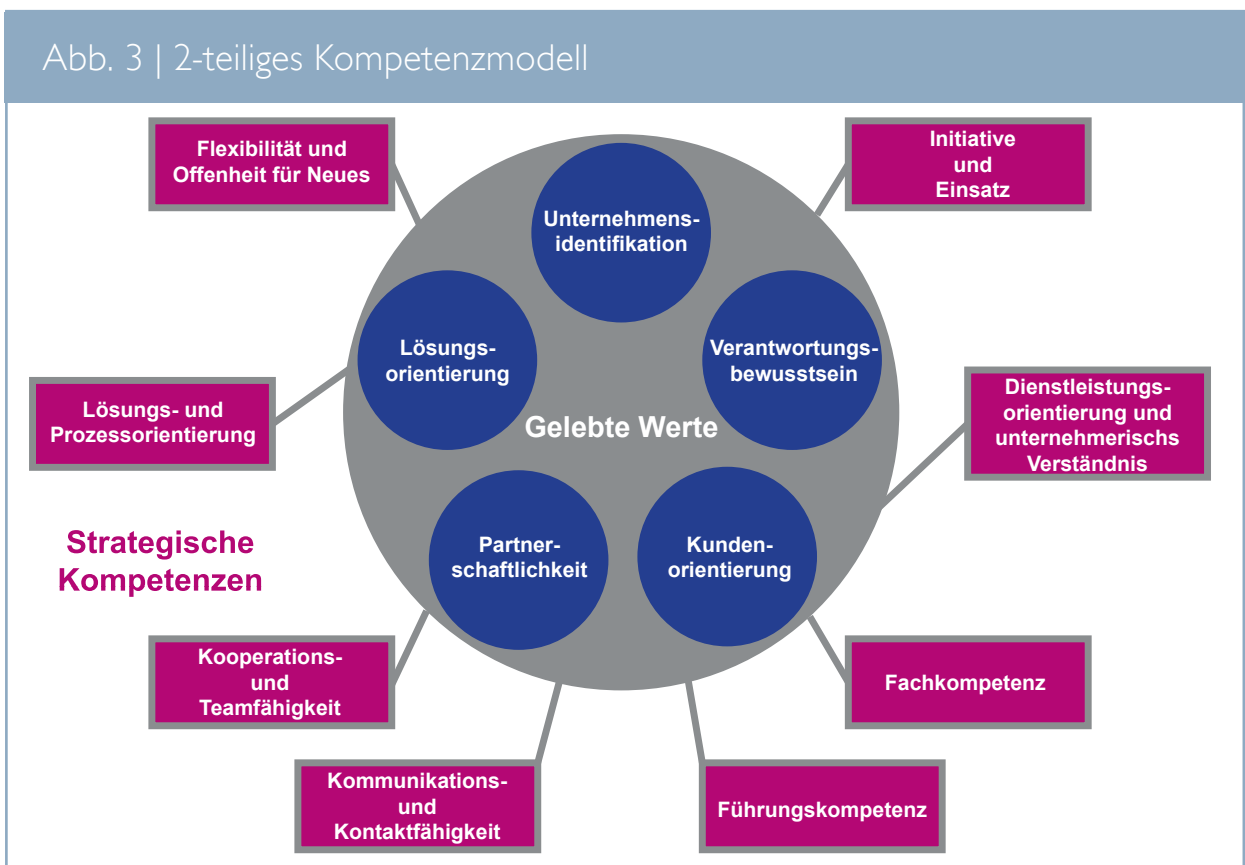 Abb. 3 | 2-teiliges Kompetenzmodell
Flexibilität und
Offenheit für Neues
Initiative
und
Einsatz
Unternehmens-
identifikation
Lösungs-
orientierung
Verantwortungs-
bewusstsein
Lösungs- und
Prozessorientierung
Gelebte Werte
Dienstleistungs-
orientierung und
unternehmerischs
Verständnis
Strategische
Kompetenzen
Partner-
schaftlichkeit
Kunden-
orientierung
Kooperations-
und
Teamfähigkeit
Fachkompetenz
Kommunikations-
und
Kontaktfähigkeit
Führungskompetenz